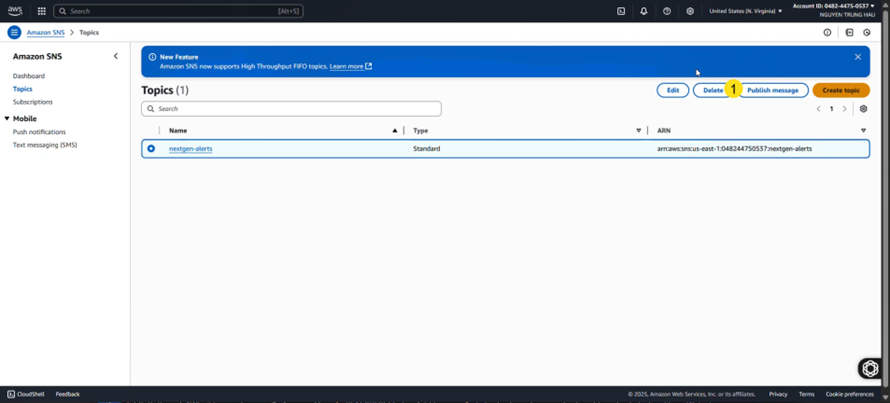 aws
Search [Alt+S]
United States (N. Virginia) ▼
Account ID: 0482-4475-0537 ▼
NGUYEN TRUNG HAU
Amazon SNS > Topics
Amazon SNS
Dashboard
Topics
Subscriptions
Mobile
Push notifications
Text messaging (SMS)
New Feature
Amazon SNS now supports High Throughput FIFO topics. Learn more
Topics (1)
Edit
Delete
1
Publish message
Create topic
Search
1
Name Type ARN
nextgen-alerts Standard arn:aws:sns:us-east-1:048244750537:nextgen-alerts
CloudShell Feedback © 2025, Amazon Web Services, Inc. or its affiliates. Privacy Terms Cookie preferences